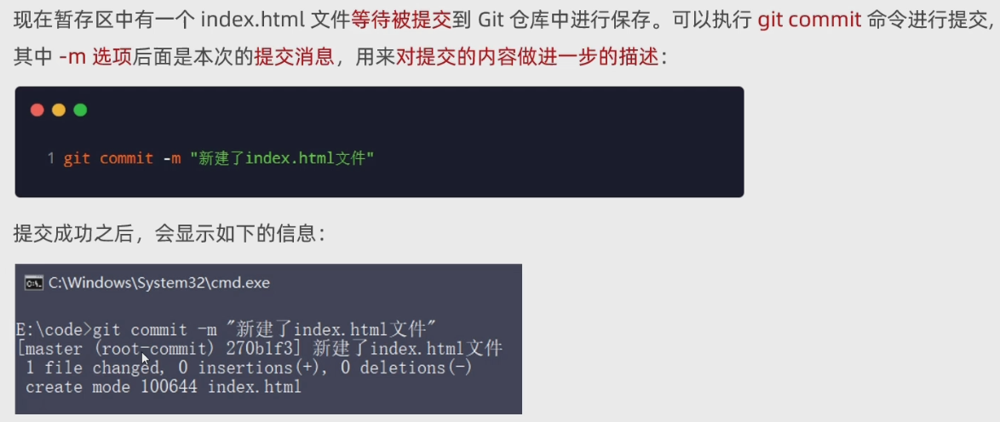 现在暂存区中有一个 index.html 文件等待被提交到 Git 仓库中进行保存。可以执行 git commit 命令进行提交,
其中 -m 选项后面是本次的提交消息，用来对提交的内容做进一步的描述：
1 git commit -m "新建了index.html文件"
提交成功之后，会显示如下的信息：
C:\Windows\System32\cmd.exe
E:\code>git commit -m "新建了index.html文件"
[master (root-commit) 270b1f3] 新建了index.html文件
1 file changed, 0 insertions(+), 0 deletions(-)
create mode 100644 index.html